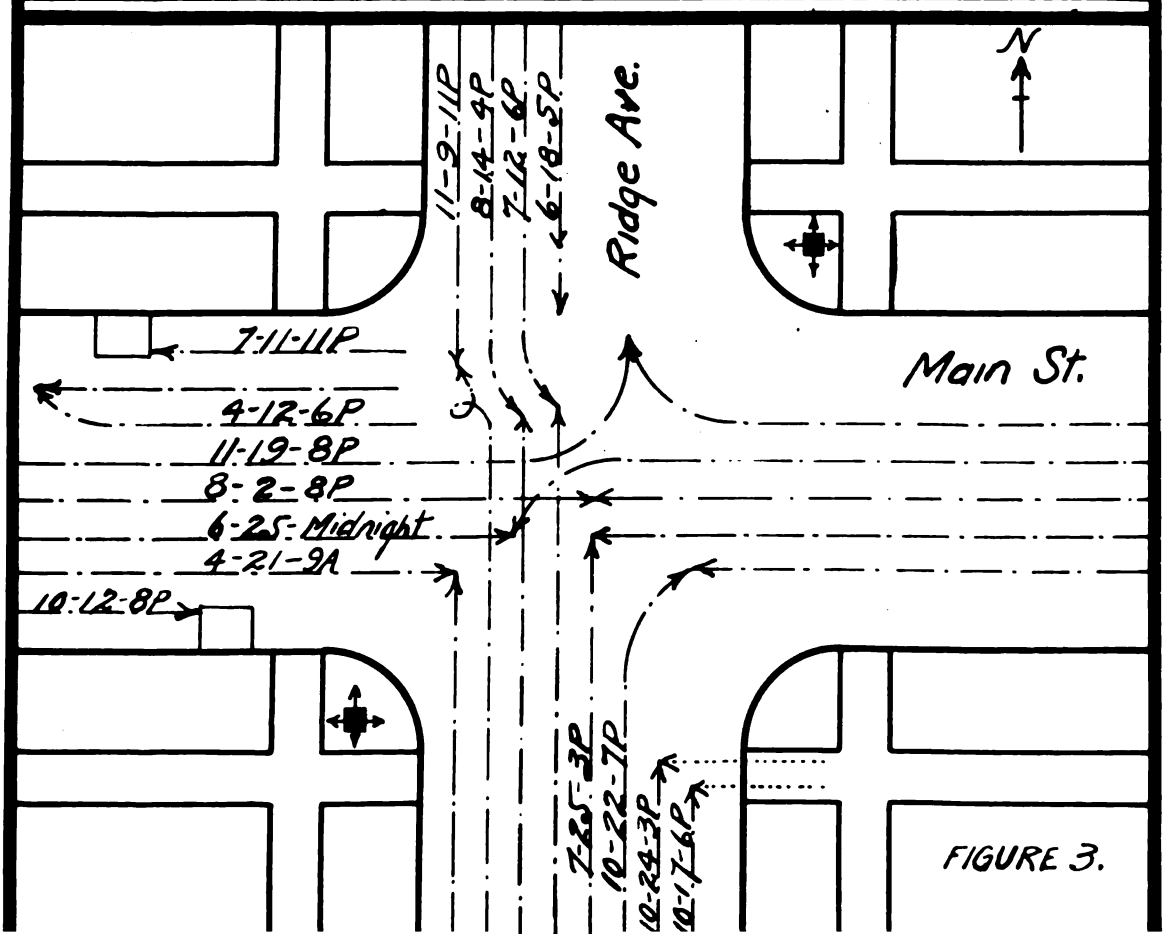 N
11-9-11P
8-14-4P
7-12-6P
6-18-5P
Ridge Ave.
7-11-11P
Main St.
4-12-6P
11-19-8P
8-2-8P
6-25-Midnight
4-21-9A
10-12-8P
7-25-3P
10-22-7P
10-24-3P
10-17-6P
FIGURE 3.